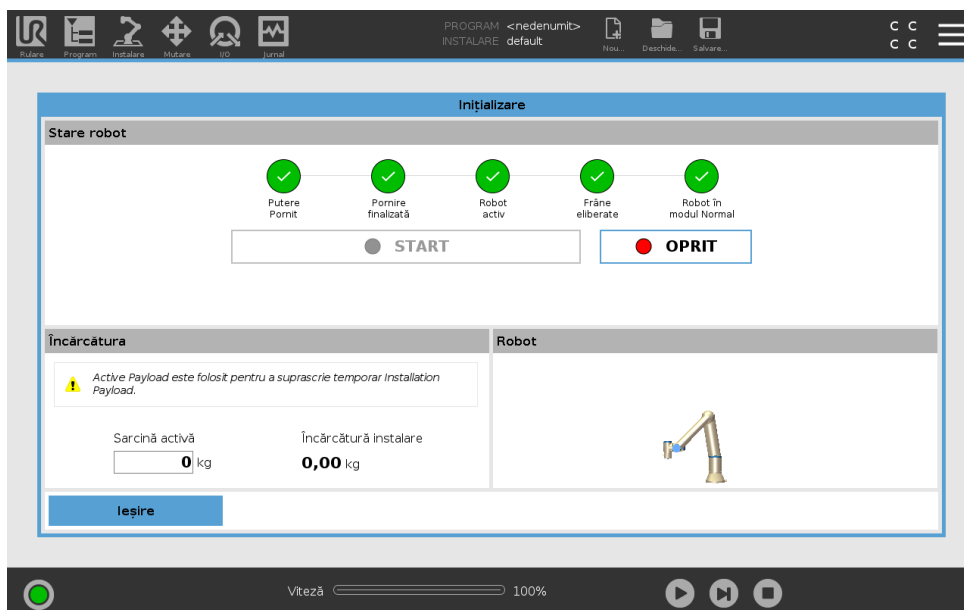 PROGRAM <nedenumit>
INSTALARE default
Rulare Program Instalare Mutare I/O Jurnal Nou... Deschide... Salvare...
C C
C C
Inițializare
Stare robot
Putere Pornit
Pornire finalizată
Robot activ
Frâne eliberate
Robot în modul Normal
START
OPRIT
Încărcătura
Active Payload este folosit pentru a suprascrie temporar Installation
Payload.
Sarcină activă
0 kg
Încărcătură instalare
0,00 kg
Robot
Ieșire
Viteză 100%